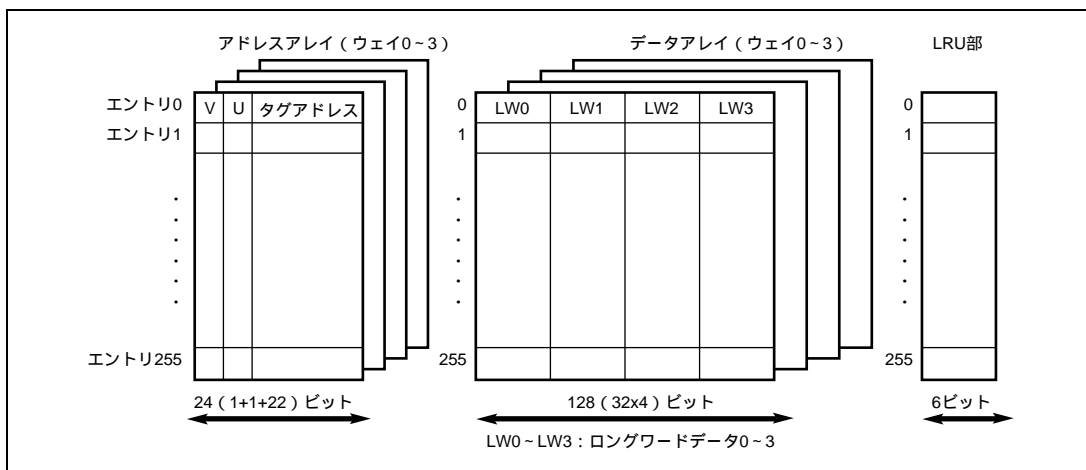 アドレスアレイ（ウェイ0~3） データアレイ（ウェイ0~3） LRU部
エントリ0 V U タグアドレス 0 LW0 LW1 LW2 LW3 0
エントリ1 1 1
エントリ255 255 255
24（1+1+22）ビット 128（32x4）ビット 6ビット
LW0~LW3：ロングワードデータ0~3